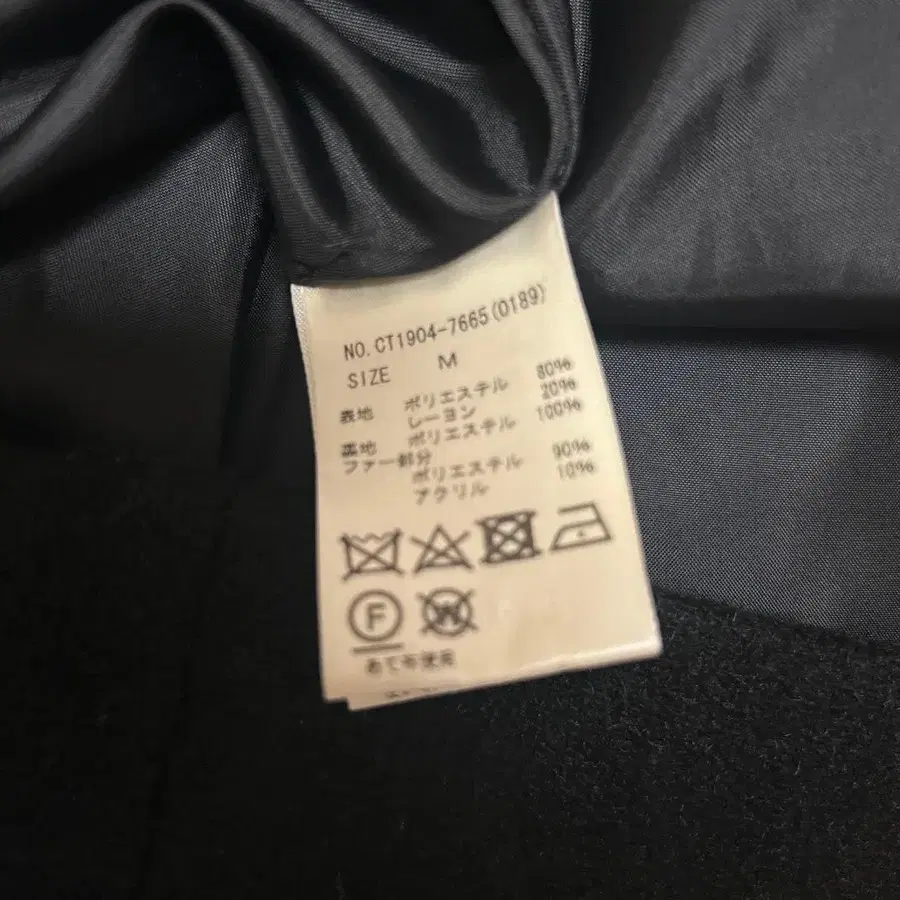 NO. CT1904-7665(0189)
SIZE M
表地 ポリエステル 80%
レーヨン 20%
裏地 ポリエステル 100%
ファー部分
ポリエステル 90%
アクリル 10%
F W
あて布使用